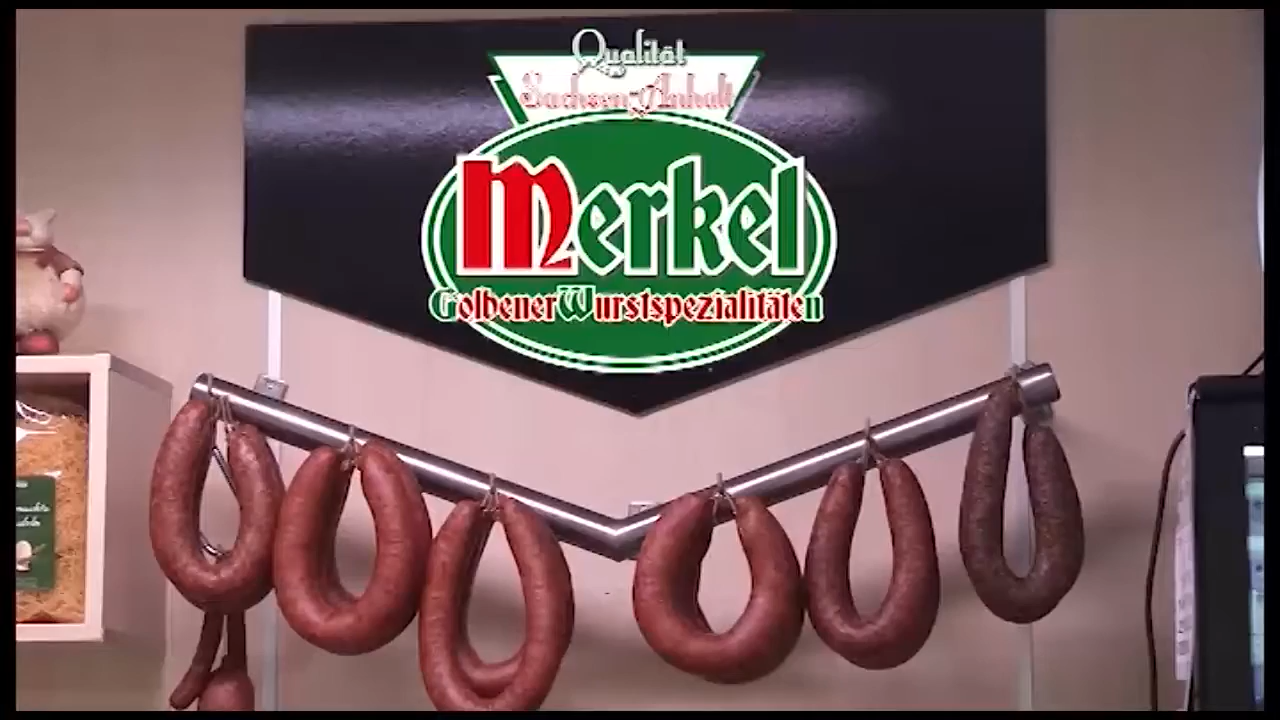 Qualität
Sachsen-Anhalt
Merkel
Golbener Wurstspezialitäten